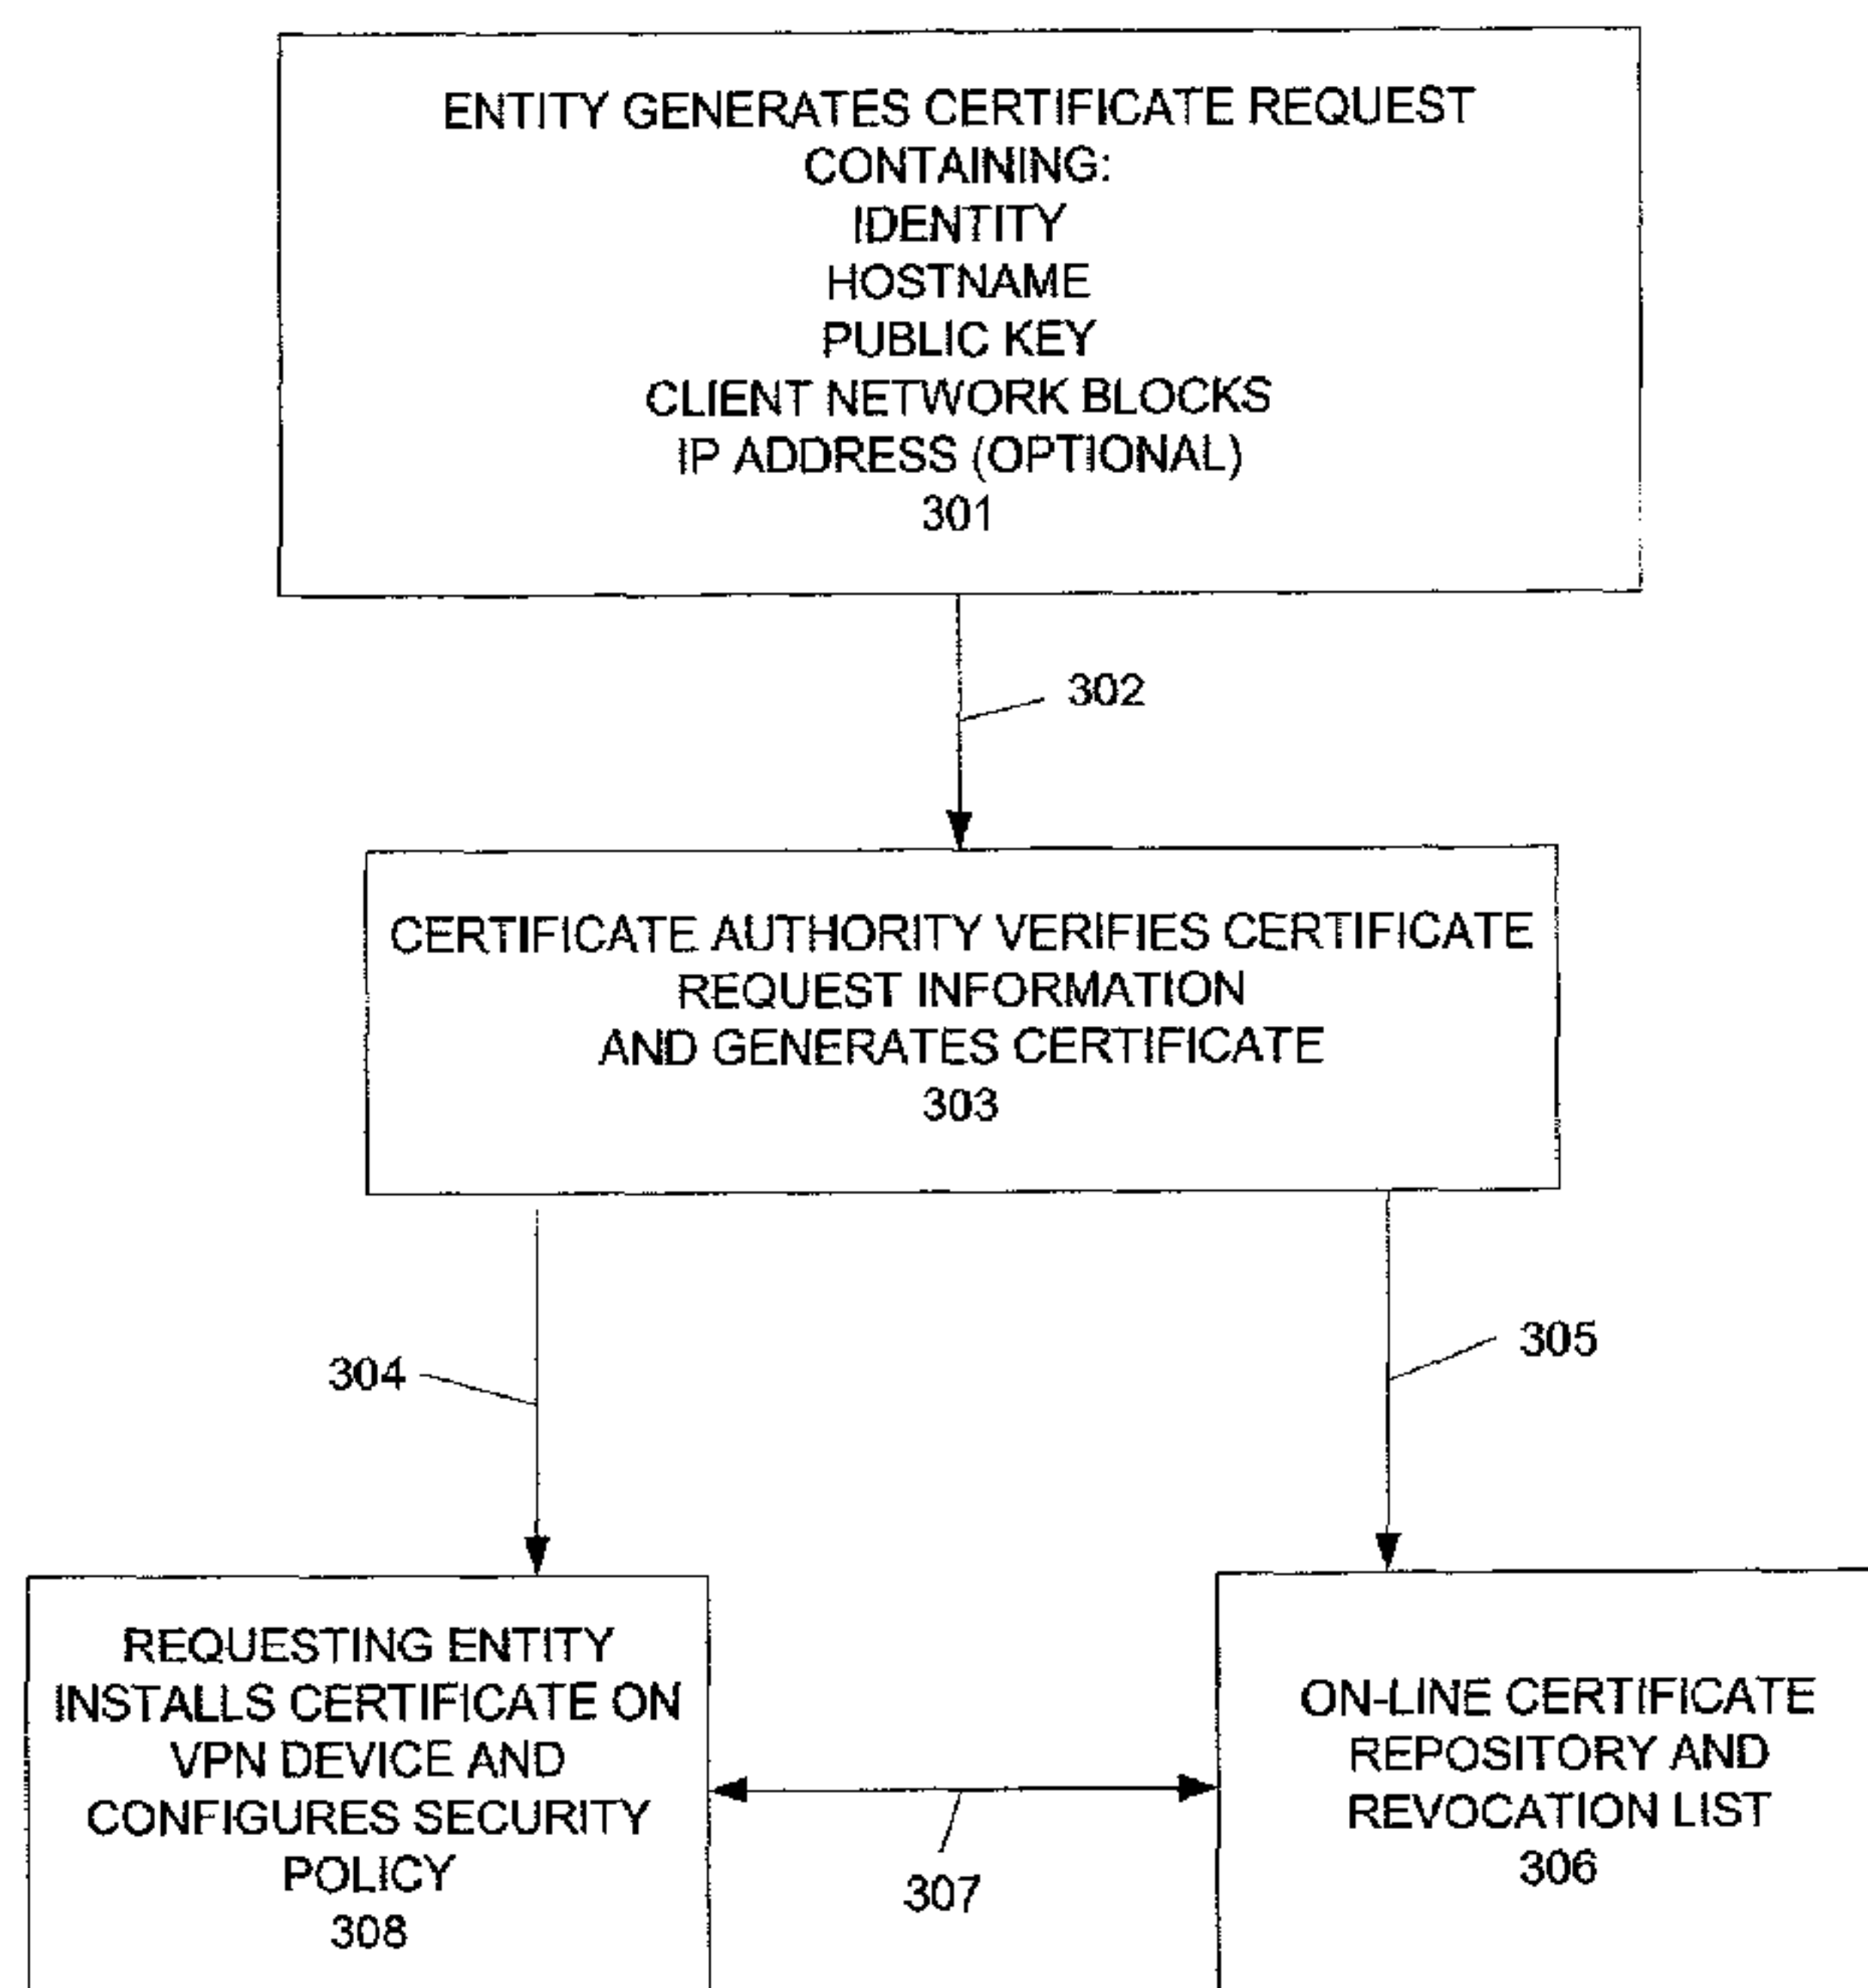 ENTITY GENERATES CERTIFICATE REQUEST
CONTAINING:
IDENTITY
HOSTNAME
PUBLIC KEY
CLIENT NETWORK BLOCKS
IP ADDRESS (OPTIONAL)
301
302
CERTIFICATE AUTHORITY VERIFIES CERTIFICATE
REQUEST INFORMATION
AND GENERATES CERTIFICATE
303
304
305
REQUESTING ENTITY
INSTALLS CERTIFICATE ON
VPN DEVICE AND
CONFIGURES SECURITY
POLICY
308
307
ON-LINE CERTIFICATE
REPOSITORY AND
REVOCATION LIST
306